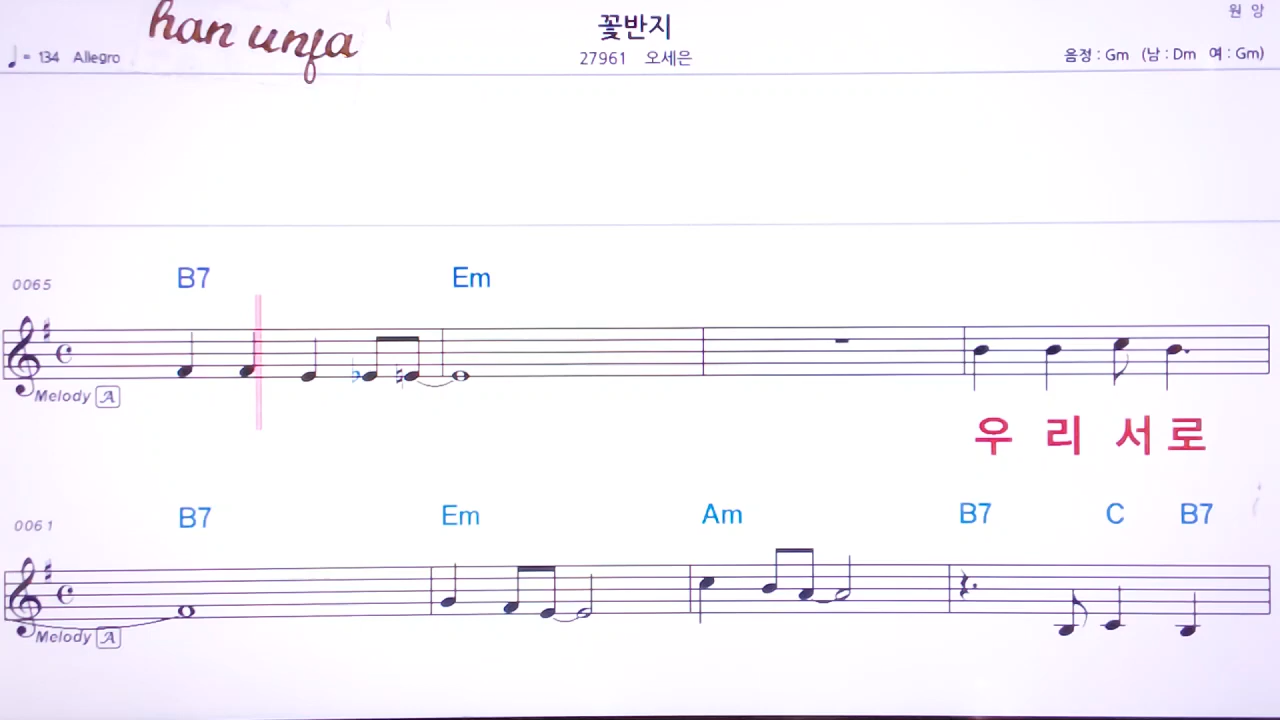 han unja
꽃반지
원 앙
♩= 134 Allegro
27961 오세은
음정 : Gm (남 : Dm 여 : Gm)
0065
B7 Em
Melody A
우 리 서 로
0061
B7 Em Am B7 C B7
Melody A